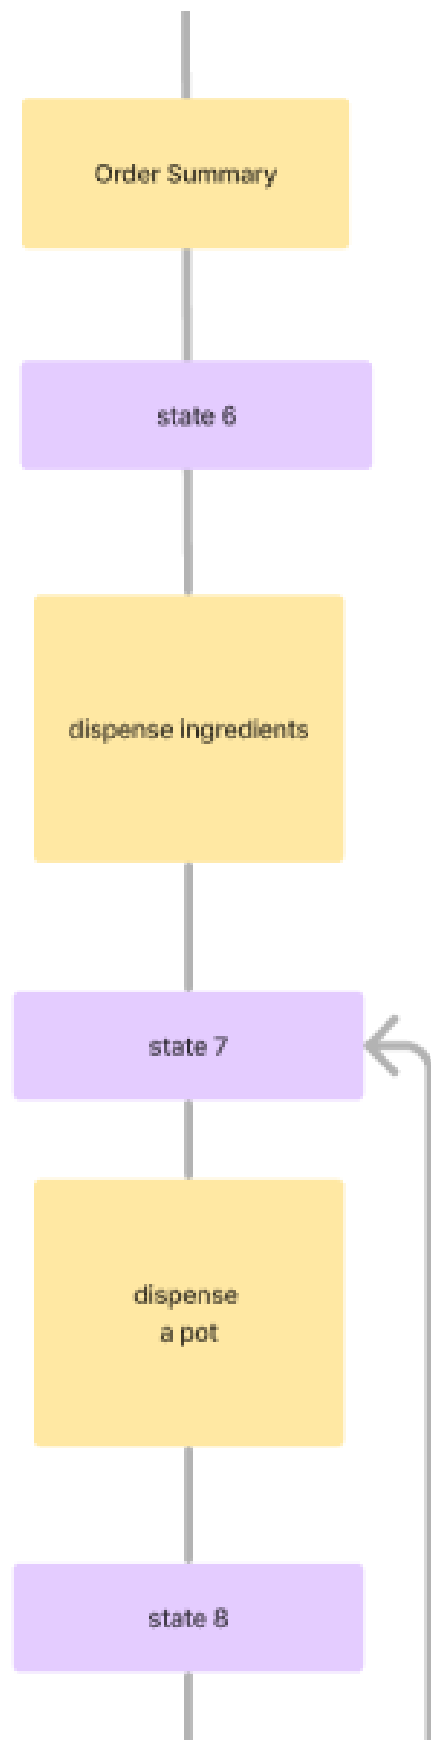 Order Summary
state 6
dispense ingredients
state 7
dispense
a pot
state 8